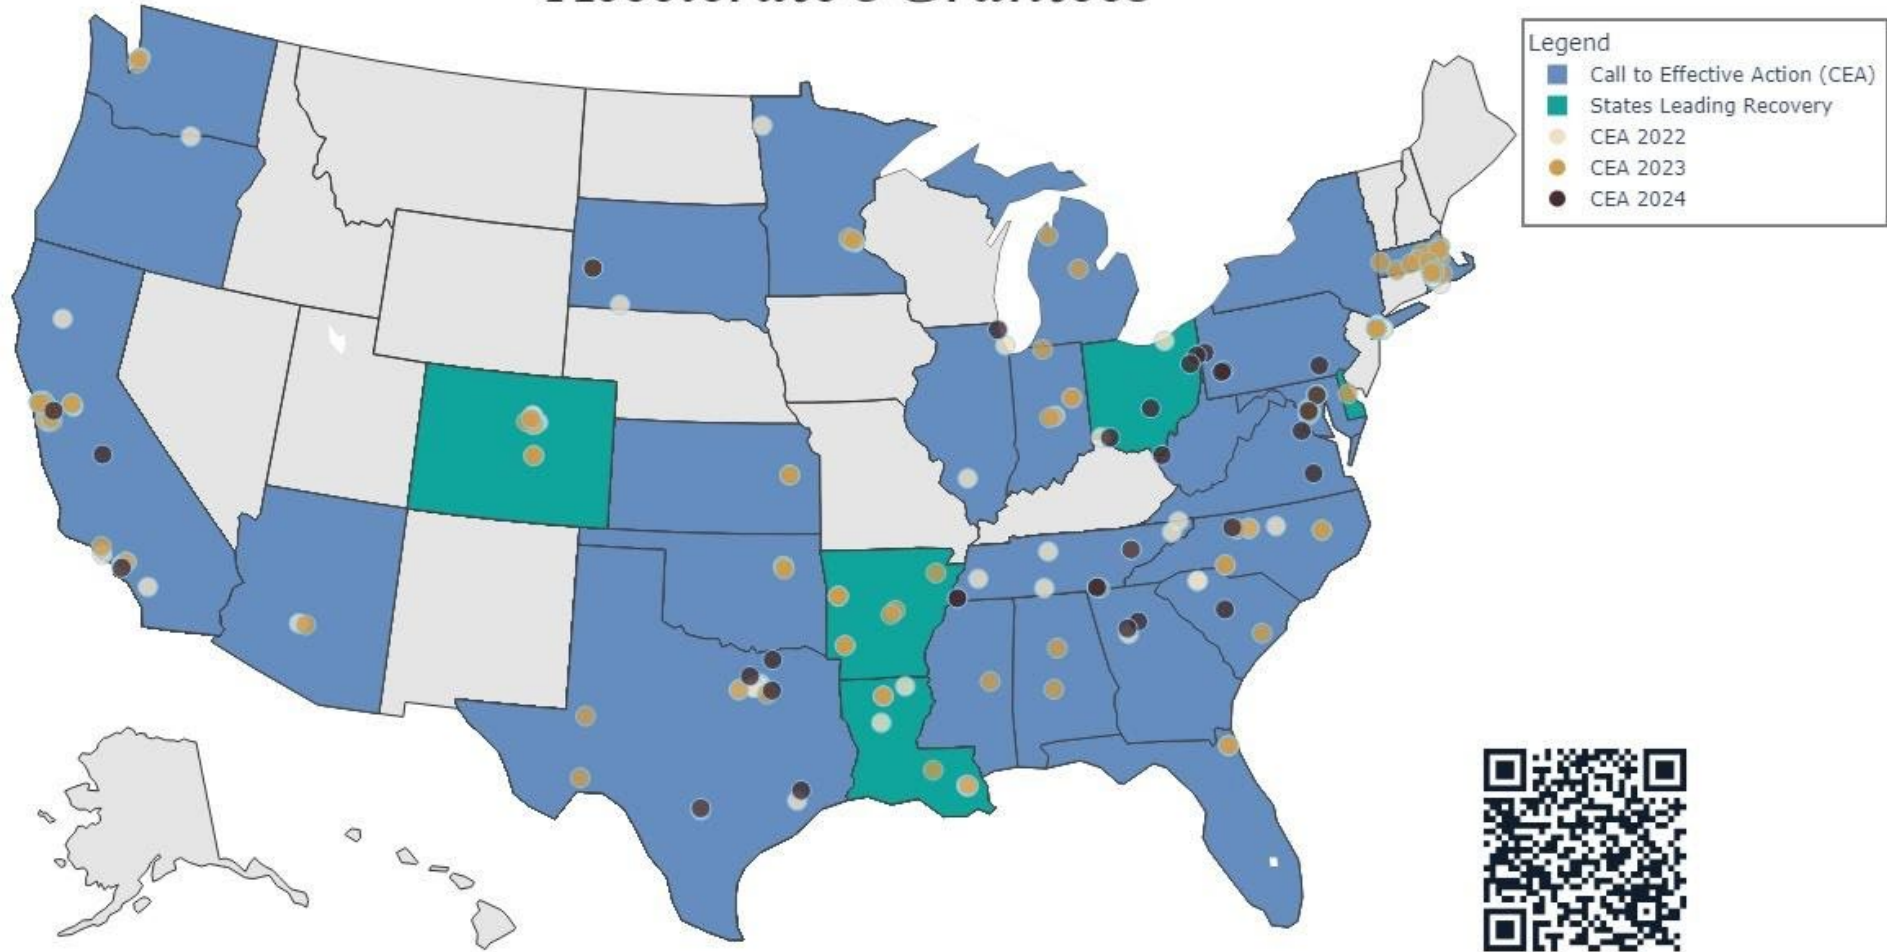 Legend
Call to Effective Action (CEA)
States Leading Recovery
CEA 2022
CEA 2023
CEA 2024